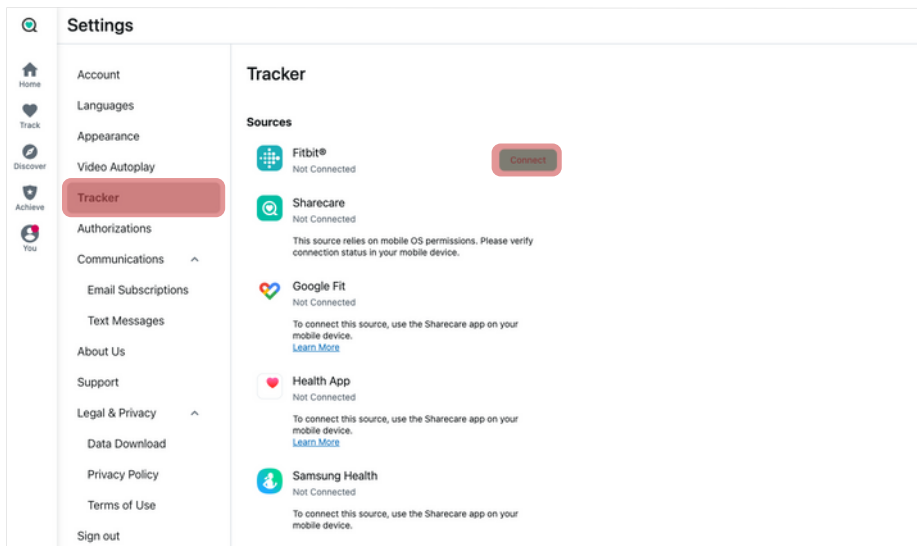 Settings
Home
Track
Discover
Achieve
You
Account
Languages
Appearance
Video Autoplay
Tracker
Authorizations
Communications
Email Subscriptions
Text Messages
About Us
Support
Legal & Privacy
Data Download
Privacy Policy
Terms of Use
Sign out
Tracker
Sources
Fitbit®
Not Connected
Connect
Sharecare
Not Connected
This source relies on mobile OS permissions. Please verify
connection status in your mobile device.
Google Fit
Not Connected
To connect this source, use the Sharecare app on your
mobile device.
Learn More
Health App
Not Connected
To connect this source, use the Sharecare app on your
mobile device.
Learn More
Samsung Health
Not Connected
To connect this source, use the Sharecare app on your
mobile device.